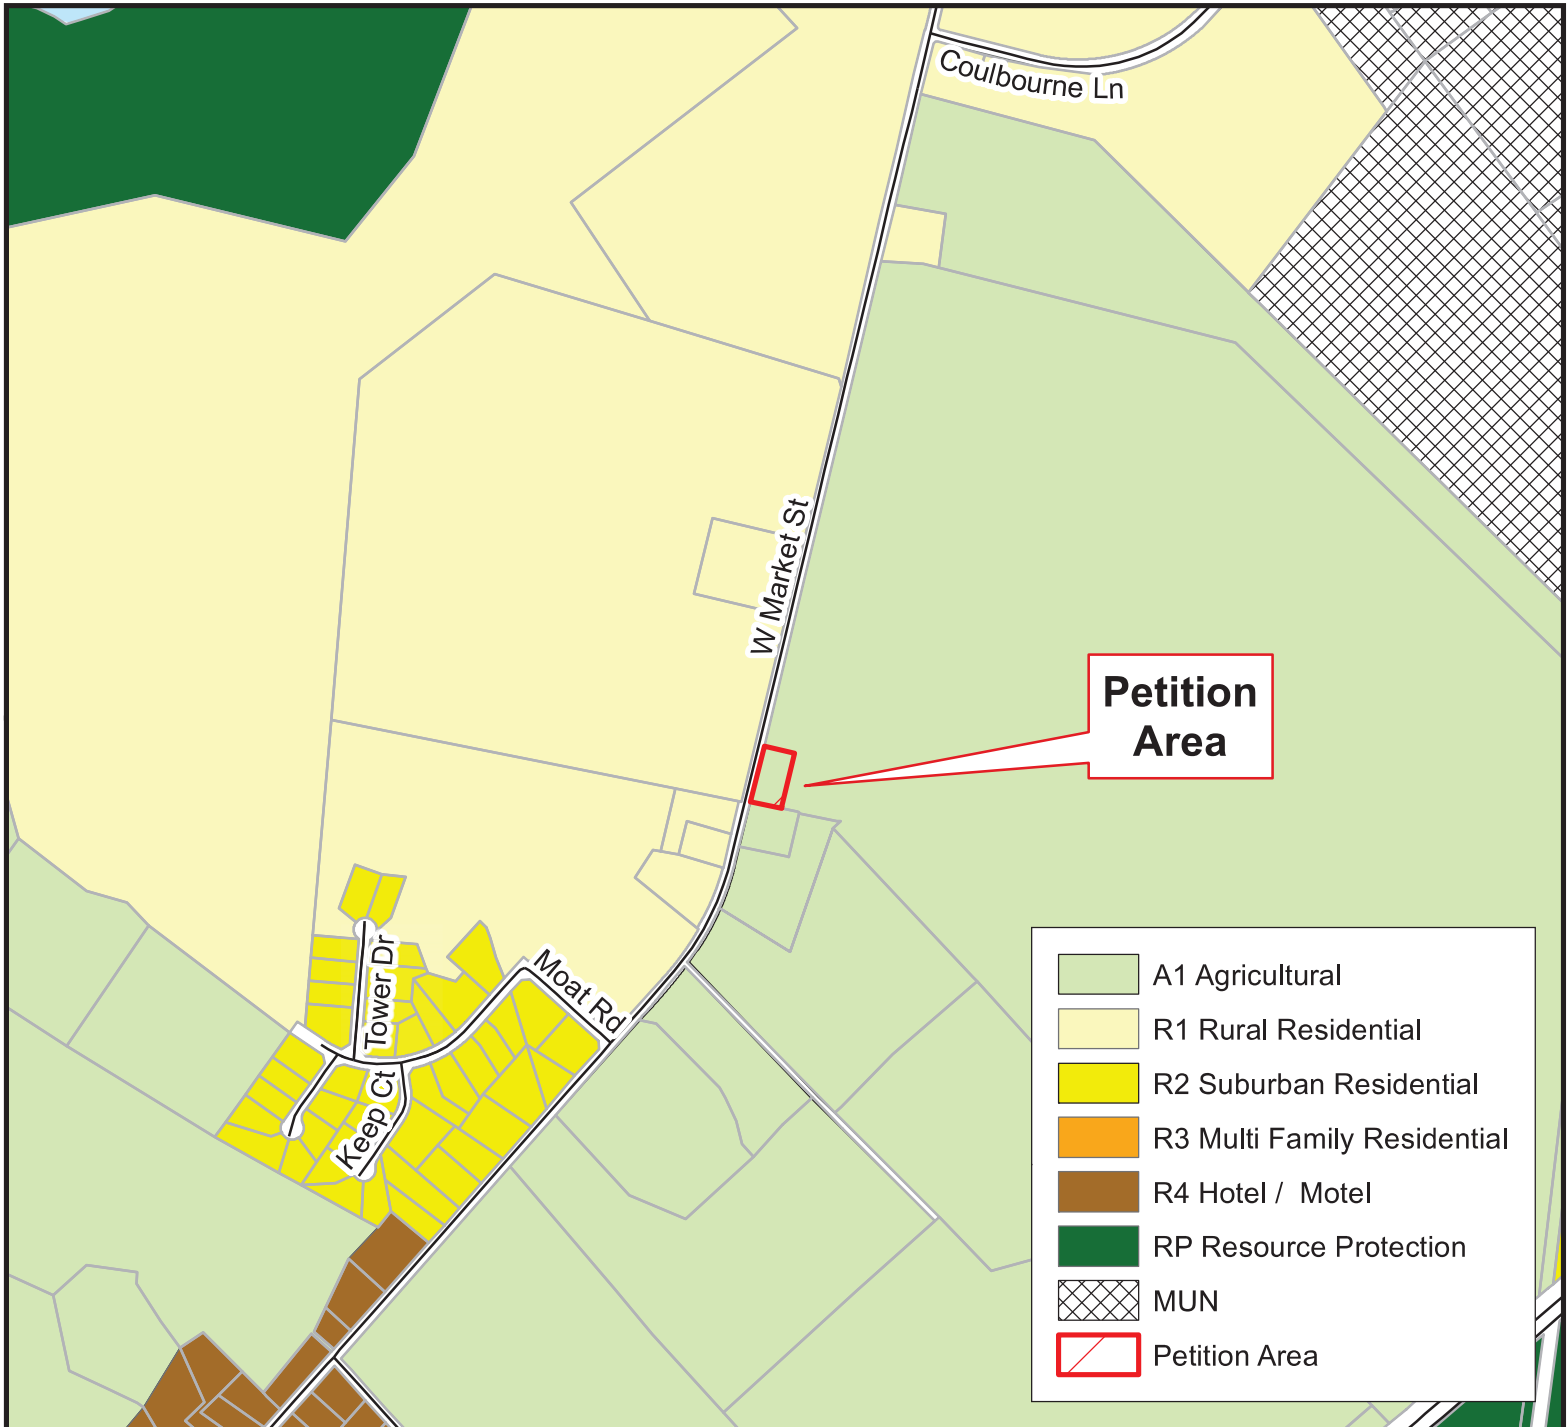 Coulbourne Ln
W Market St
Petition
Area
Moat Rd
Tower Dr
Keep Ct
A1 Agricultural
R1 Rural Residential
R2 Suburban Residential
R3 Multi Family Residential
R4 Hotel / Motel
RP Resource Protection
MUN
Petition Area